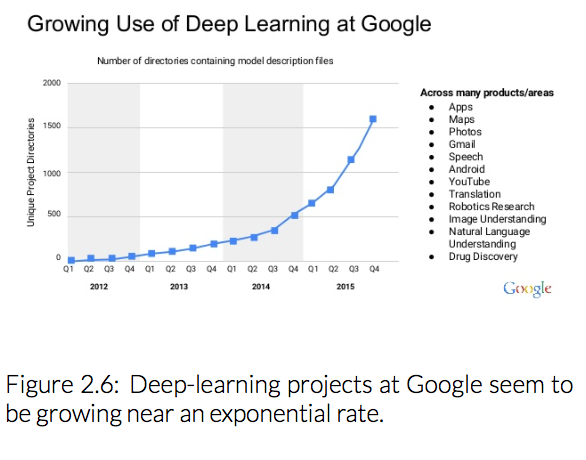 Growing Use of Deep Learning at Google
Number of directories containing model description files
Unique Project Directories
2000
1500
1000
500
0
Q1 Q2 Q3 Q4 Q1 Q2 Q3 Q4 Q1 Q2 Q3 Q4 Q1 Q2 Q3 Q4
2012 2013 2014 2015
Across many products/areas
• Apps
• Maps
• Photos
• Gmail
• Speech
• Android
• YouTube
• Translation
• Robotics Research
• Image Understanding
• Natural Language
Understanding
• Drug Discovery
Google
Figure 2.6: Deep-learning projects at Google seem to
be growing near an exponential rate.